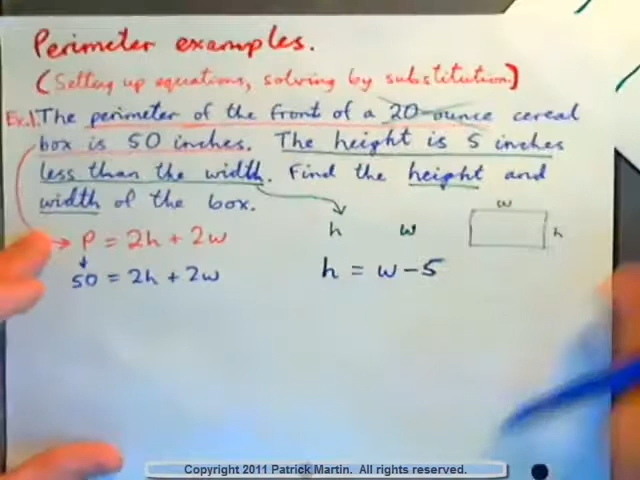 Perimeter examples.
(Setting up equations, solving by substitution.)
Ex.1. The perimeter of the front of a 20-ounce cereal
box is 50 inches. The height is 5 inches
less than the width. Find the height and
width of the box.
w
h w h
P = 2h + 2w
50 = 2h + 2w h = w - 5
Copyright 2011 Patrick Martin. All rights reserved.